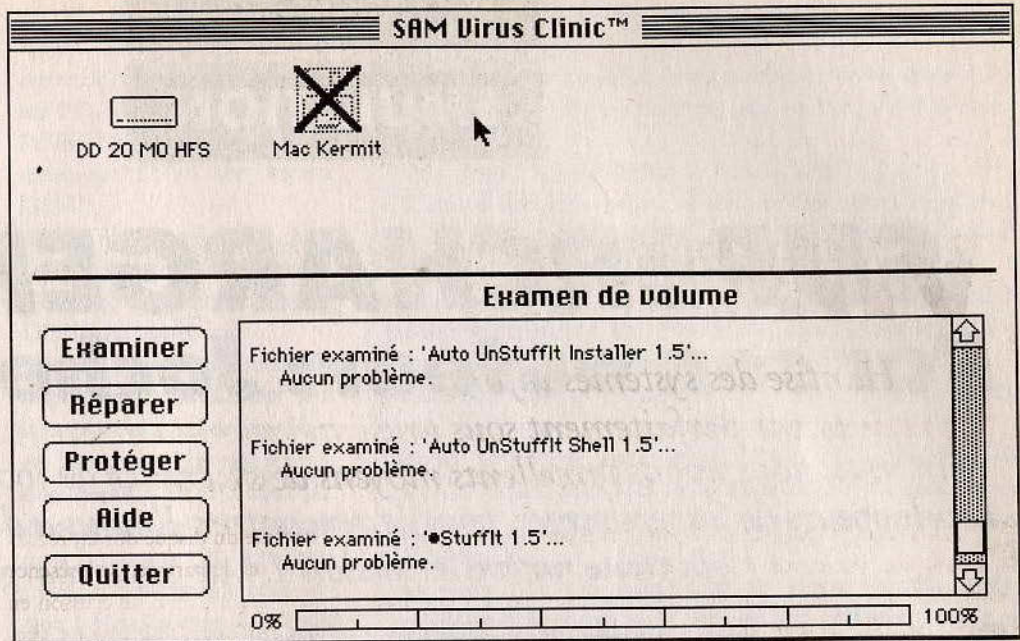 SAM Virus Clinic™
DD 20 MO HFS
Mac Kermit
Examen de volume
Examiner
Réparer
Protéger
Aide
Quitter
Fichier examiné : 'Auto UnStuffIt Installer 1.5'...
Aucun problème.
Fichier examiné : 'Auto UnStuffIt Shell 1.5'...
Aucun problème.
Fichier examiné : '●StuffIt 1.5'...
Aucun problème.
0%
100%